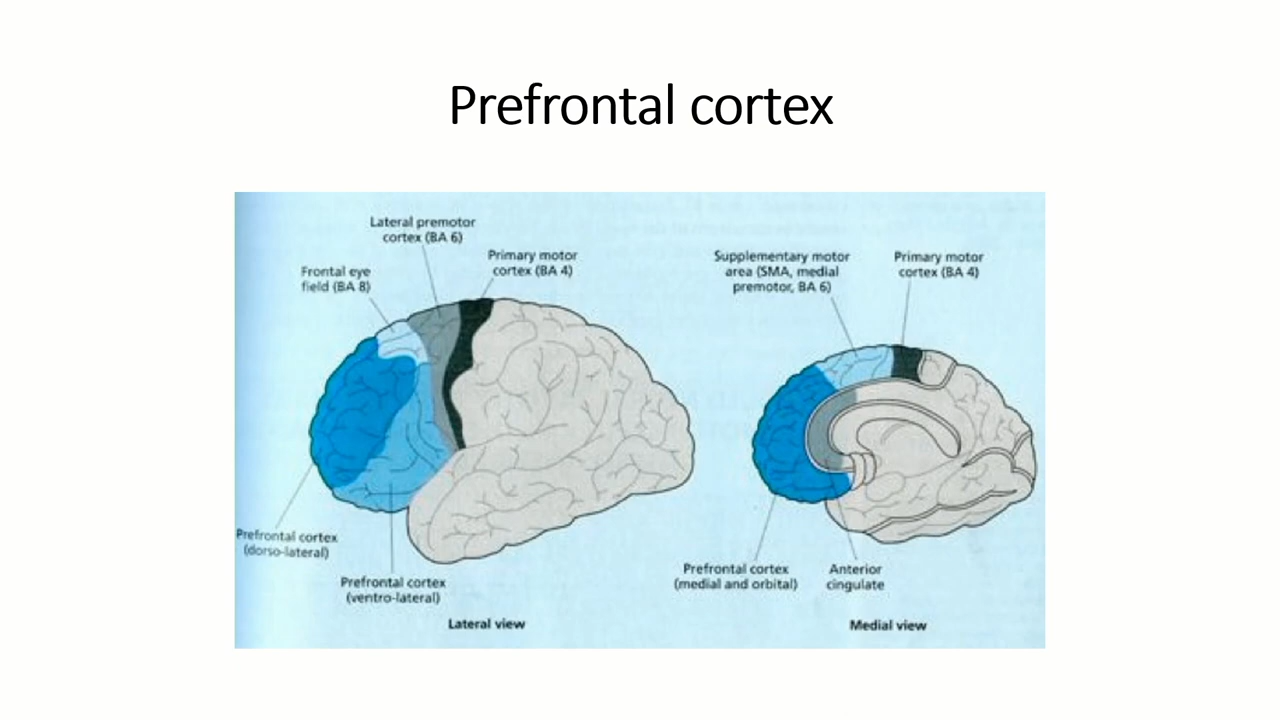 Prefrontal cortex
Lateral premotor
cortex (BA 6)
Primary motor
cortex (BA 4)
Frontal eye
field (BA 8)
Prefrontal cortex
(dorso-lateral)
Prefrontal cortex
(ventro-lateral)
Lateral view
Supplementary motor
area (SMA, medial
premotor, BA 6)
Primary motor
cortex (BA 4)
Prefrontal cortex
(medial and orbital)
Anterior
cingulate
Medial view